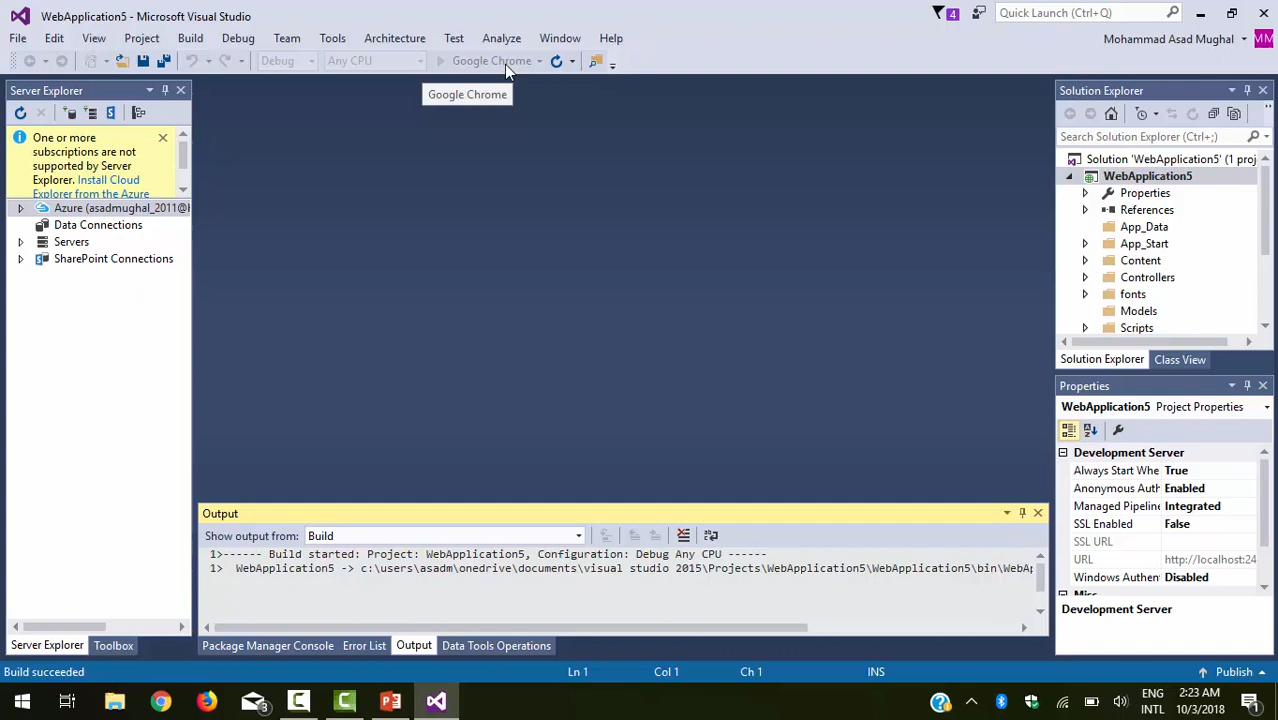 WebApplication5 - Microsoft Visual Studio
4
Quick Launch (Ctrl+Q)
File Edit View Project Build Debug Team Tools Architecture Test Analyze Window Help
Mohammad Asad Mughal
MM
Debug Any CPU Google Chrome
Google Chrome
Server Explorer
One or more
subscriptions are not
supported by Server
Explorer. Install Cloud
Explorer from the Azure
Azure (asadmughal_2011@
Data Connections
Servers
SharePoint Connections
Server Explorer Toolbox
Output
Show output from: Build
1>------ Build started: Project: WebApplication5, Configuration: Debug Any CPU ------
1> WebApplication5 -> c:\users\asadm\onedrive\documents\visual studio 2015\Projects\WebApplication5\WebApplication5\bin\WebAp
Package Manager Console Error List Output Data Tools Operations
Solution Explorer
Search Solution Explorer (Ctrl+;)
Solution 'WebApplication5' (1 proj
WebApplication5
Properties
References
App_Data
App_Start
Content
Controllers
fonts
Models
Scripts
Solution Explorer Class View
Properties
WebApplication5 Project Properties
Development Server
Always Start Whe True
Anonymous Auth Enabled
Managed Pipeline Integrated
SSL Enabled False
SSL URL
URL http://localhost:24
Windows Authent Disabled
Misc
Development Server
Build succeeded Ln 1 Col 1 Ch 1 INS Publish
3
ENG
INTL
2:23 AM
10/3/2018
1